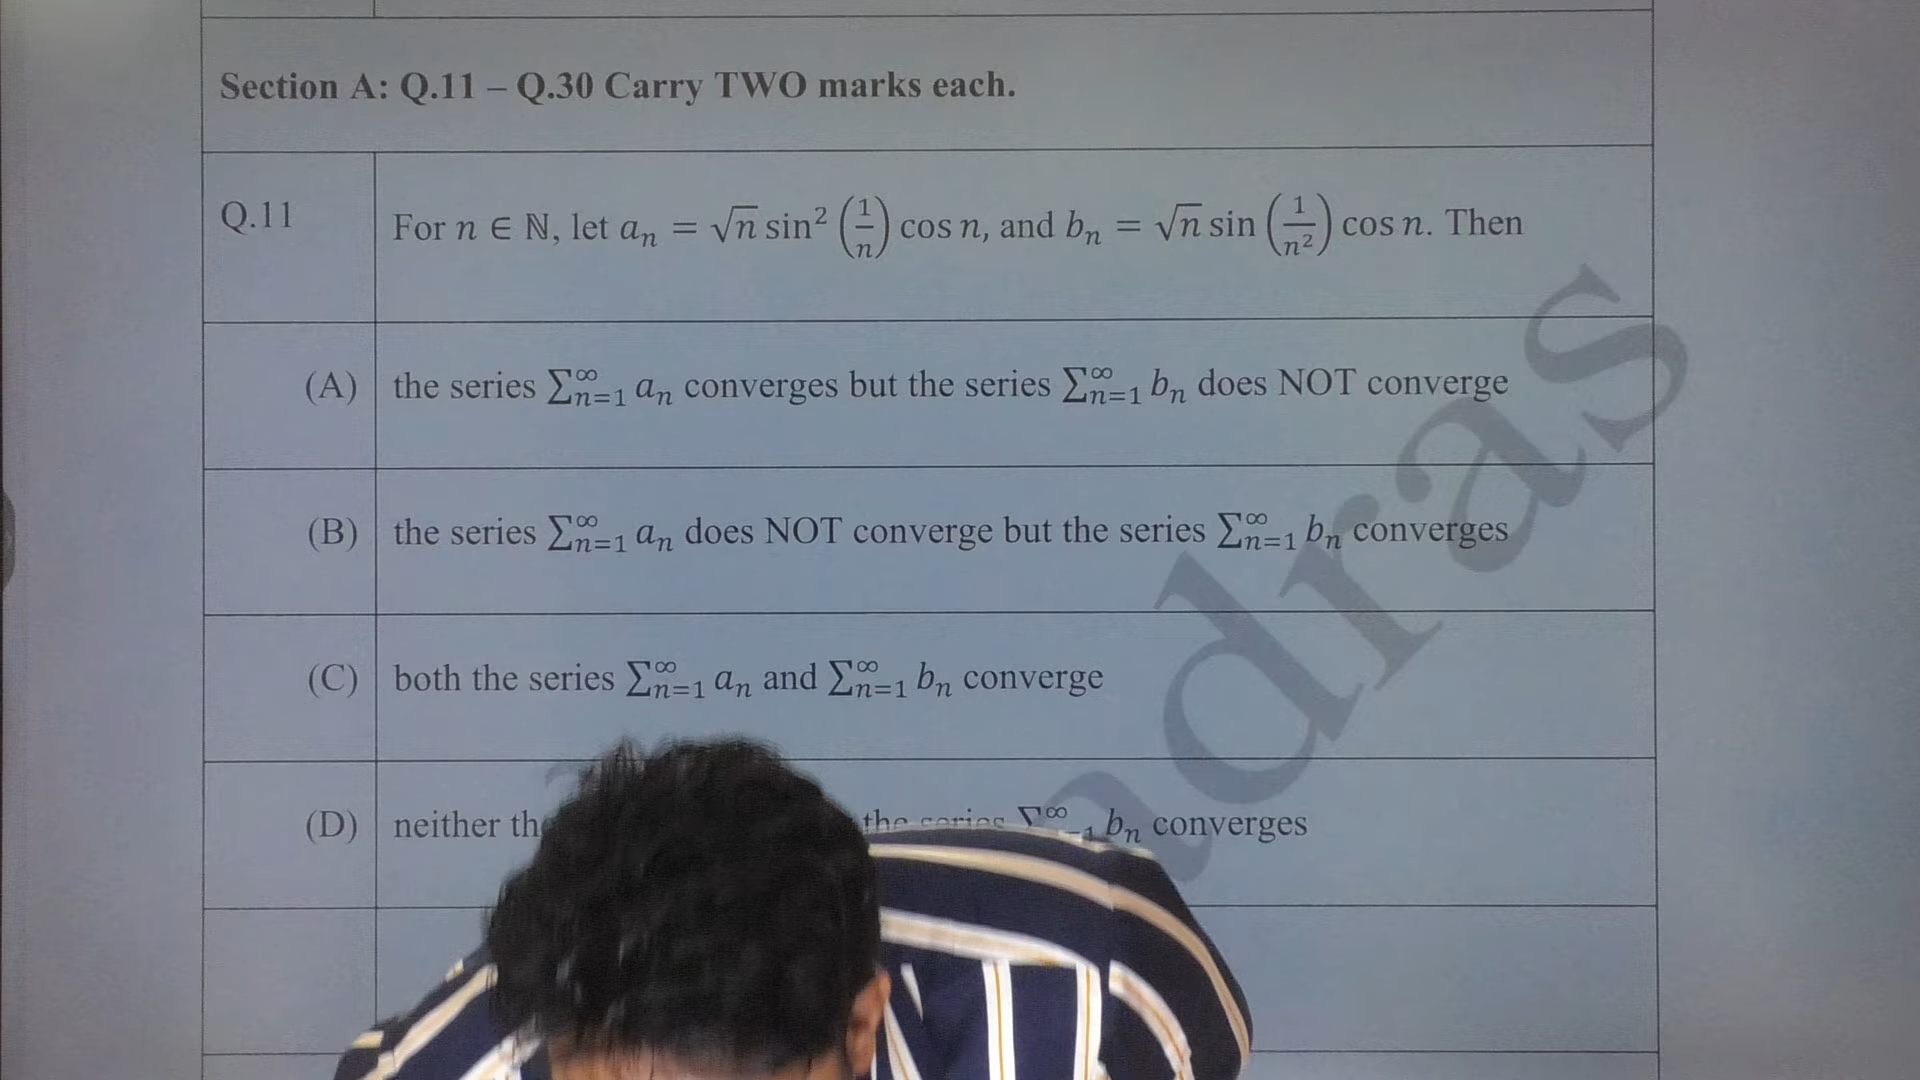 Section A: Q.11 – Q.30 Carry TWO marks each.
Q.11 For n ∈ ℕ, let aₙ = √n sin² (1/n) cos n, and bₙ = √n sin (1/n²) cos n. Then
(A) the series ∑ₙ₌₁^∞ aₙ converges but the series ∑ₙ₌₁^∞ bₙ does NOT converge
(B) the series ∑ₙ₌₁^∞ aₙ does NOT converge but the series ∑ₙ₌₁^∞ bₙ converges
(C) both the series ∑ₙ₌₁^∞ aₙ and ∑ₙ₌₁^∞ bₙ converge
(D) neither the series ∑^∞ bₙ converges
adras